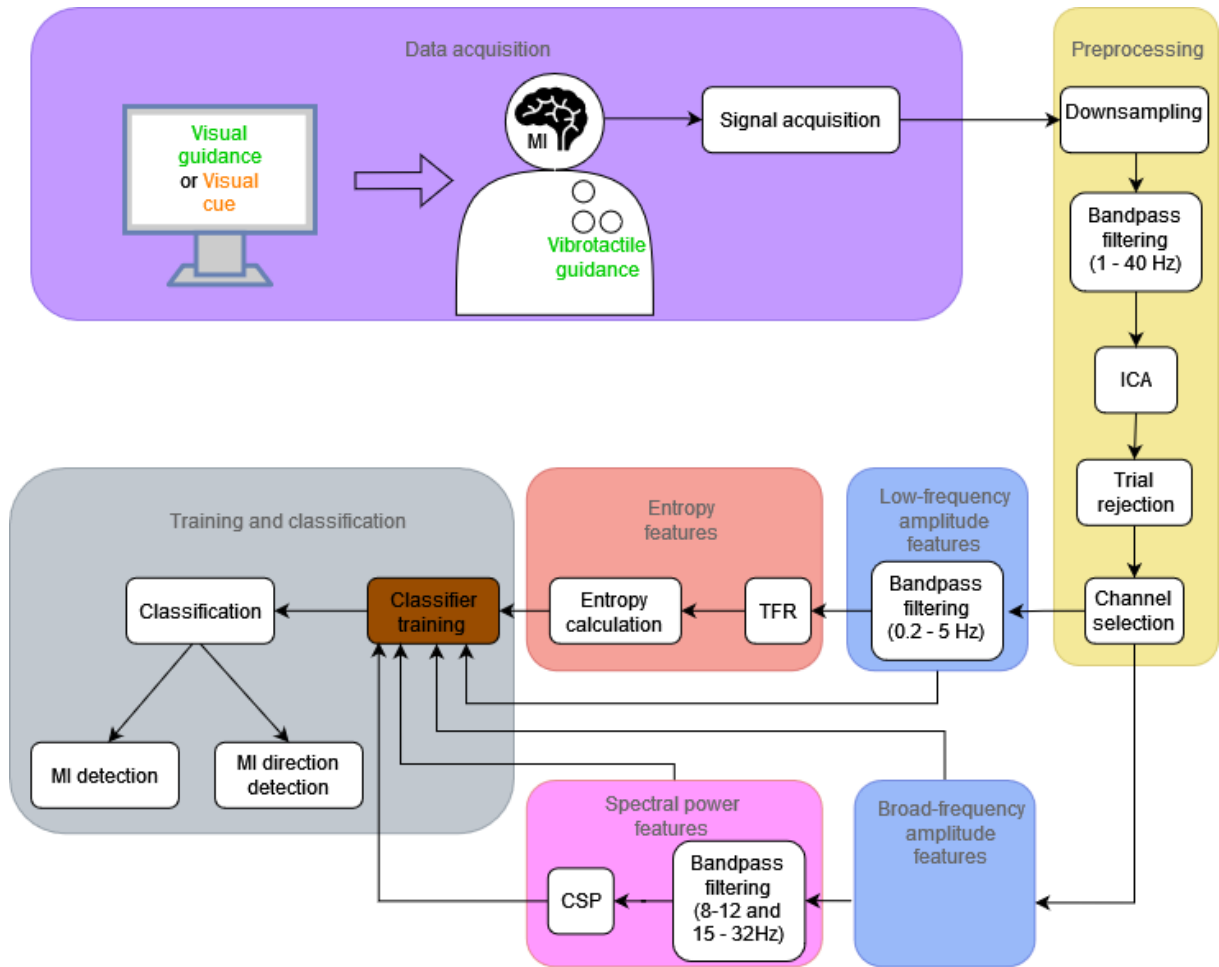 Data acquisition
Visual
guidance
or Visual
cue
MI
Vibrotactile
guidance
Signal acquisition
Preprocessing
Downsampling
Bandpass
filtering
(1 - 40 Hz)
ICA
Trial
rejection
Channel
selection
Low-frequency
amplitude
features
Bandpass
filtering
(0.2 - 5 Hz)
Entropy
features
TFR
Entropy
calculation
Training and classification
Classifier
training
Classification
MI detection
MI direction
detection
Broad-frequency
amplitude
features
Spectral power
features
Bandpass
filtering
(8-12 and
15 - 32Hz)
CSP